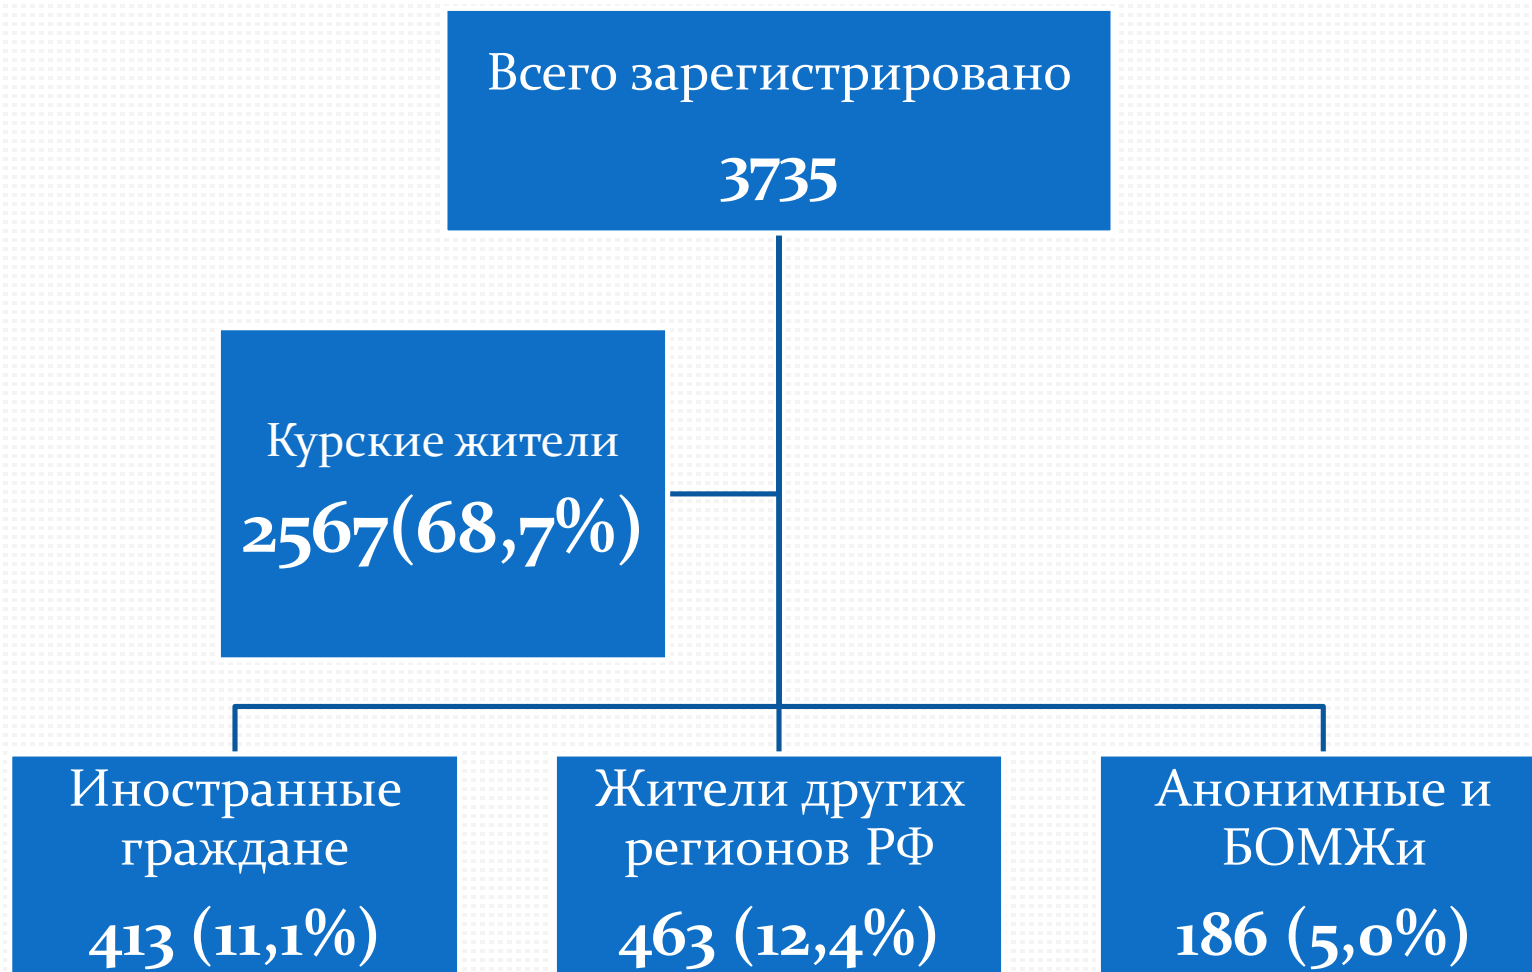 Всего зарегистрировано
3735
Курские жители
2567(68,7%)
Иностранные
граждане
413 (11,1%)
Жители других
регионов РФ
463 (12,4%)
Анонимные и
БОМЖи
186 (5,0%)